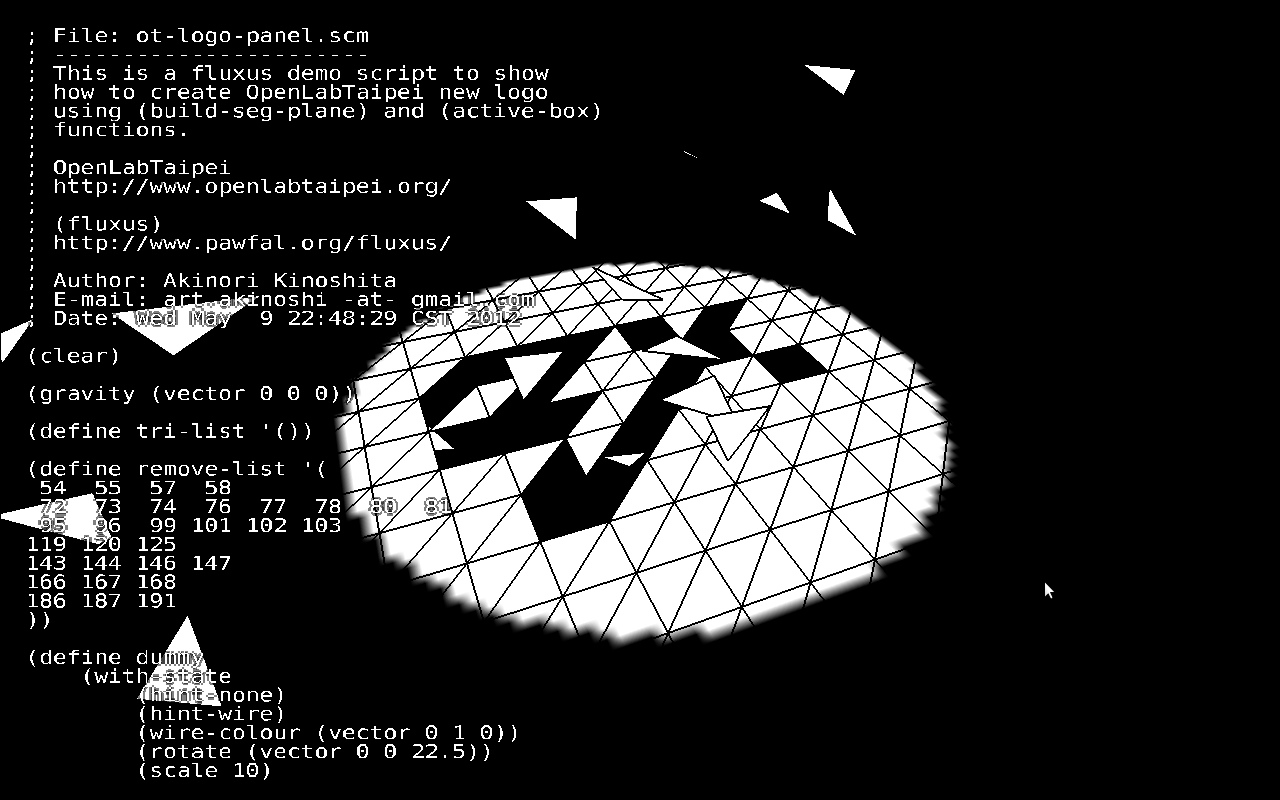 ; File: ot-logo-panel.scm
; -----------------------
; This is a fluxus demo script to show
; how to create OpenLabTaipei new logo
; using (build-seg-plane) and (active-box)
; functions.
;
; OpenLabTaipei
; http://www.openlabtaipei.org/
;
; (fluxus)
; http://www.pawfal.org/fluxus/
;
; Author: Akinori Kinoshita
; E-mail: art.akinoshi -at- gmail.com
; Date: Wed May  9 22:48:29 CST 2012
(clear)
(gravity (vector 0 0 0))
(define tri-list '())
(define remove-list '(
 54  55  57  58
 72  73  74  76  77  78  80  81
 95  96  99 101 102 103
119 120 125
143 144 146 147
166 167 168
186 187 191
))
(define dummy
    (with-state
        (hint-none)
        (hint-wire)
        (wire-colour (vector 0 1 0))
        (rotate (vector 0 0 22.5))
        (scale 10)